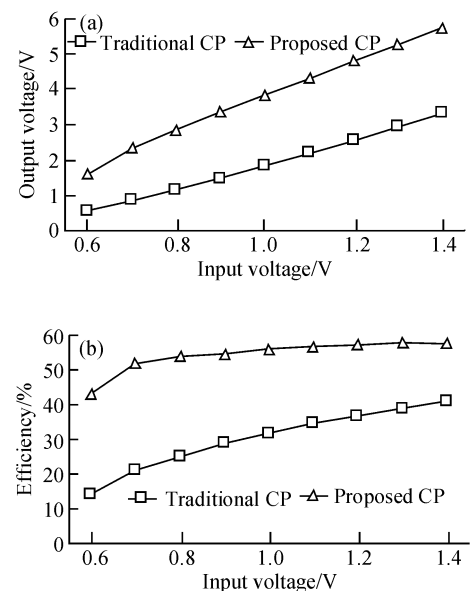 (a)
Traditional CP
Proposed CP
Output voltage/V
6
5
4
3
2
1
0
0.6 0.8 1.0 1.2 1.4
Input voltage/V
(b)
Efficiency/%
60
50
40
30
20
10
0
Traditional CP
Proposed CP
0.6 0.8 1.0 1.2 1.4
Input voltage/V